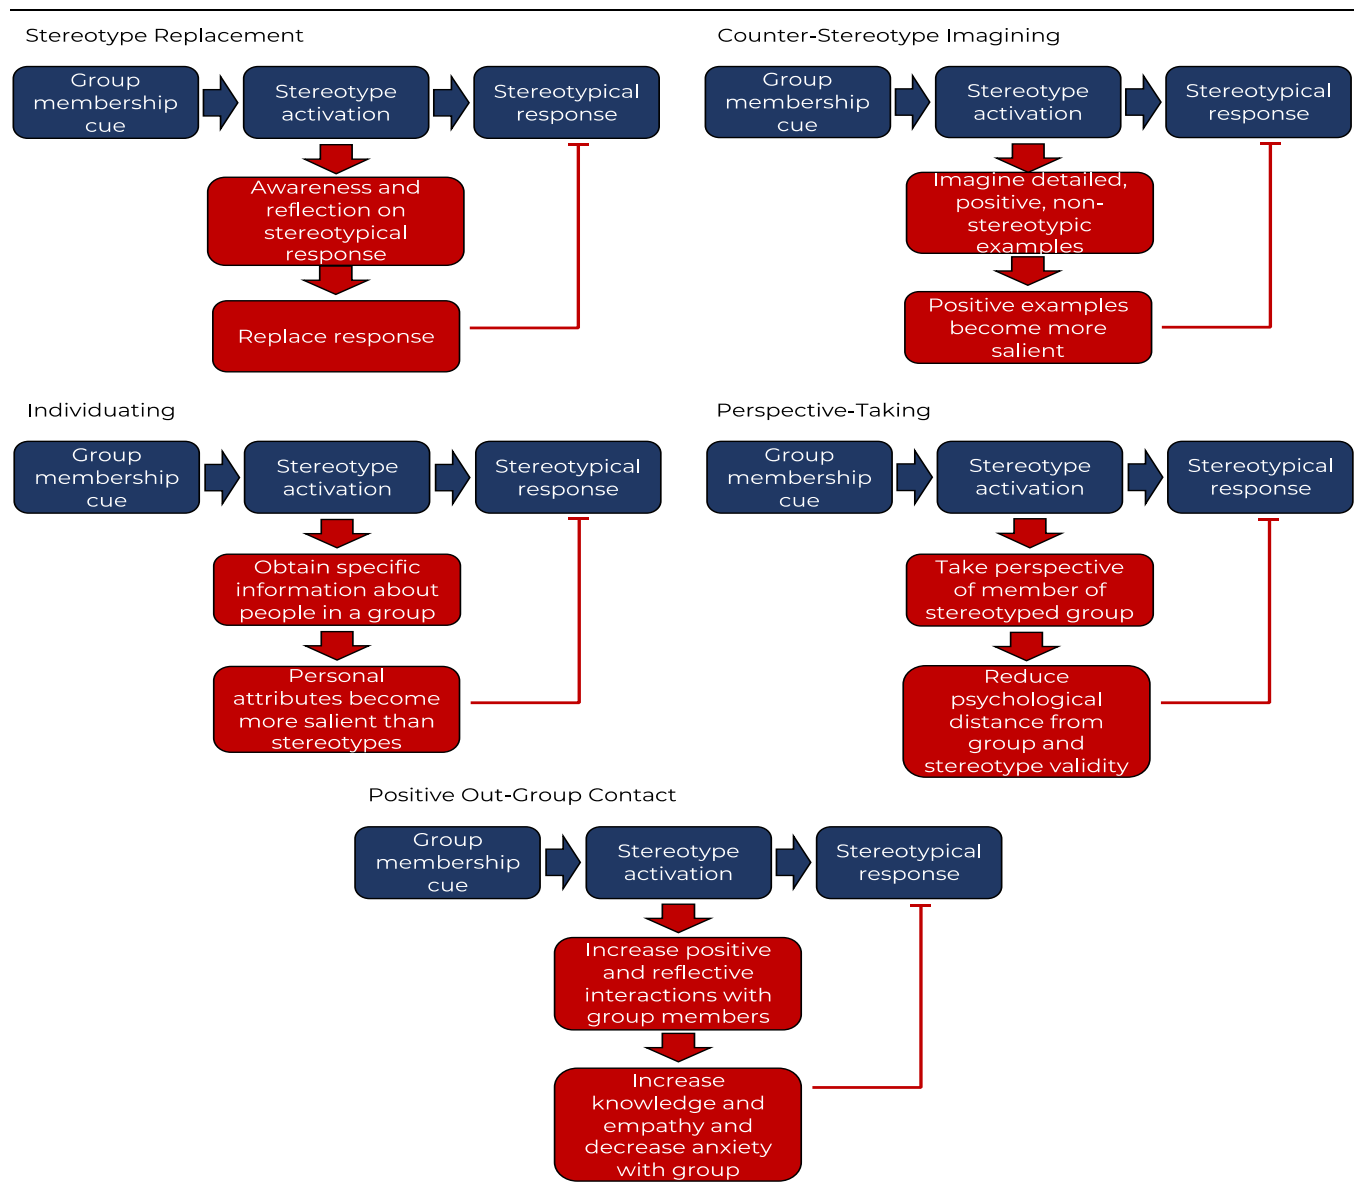 Stereotype Replacement
Group
membership
cue
Stereotype
activation
Stereotypical
response
Awareness and
reflection on
stereotypical
response
Replace response
Counter-Stereotype Imagining
Group
membership
cue
Stereotype
activation
Stereotypical
response
Imagine detailed,
positive, non-
stereotypic
examples
Positive examples
become more
salient
Individuating
Group
membership
cue
Stereotype
activation
Stereotypical
response
Obtain specific
information about
people in a group
Personal
attributes become
more salient than
stereotypes
Perspective-Taking
Group
membership
cue
Stereotype
activation
Stereotypical
response
Take perspective
of member of
stereotyped group
Reduce
psychological
distance from
group and
stereotype validity
Positive Out-Group Contact
Group
membership
cue
Stereotype
activation
Stereotypical
response
Increase positive
and reflective
interactions with
group members
Increase
knowledge and
empathy and
decrease anxiety
with group